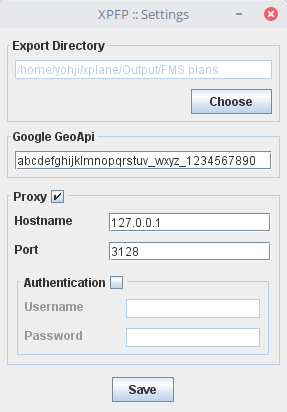 XPFP :: Settings
Export Directory
/home/yohji/xplane/Output/FMS plans
Choose
Google GeoApi
abcdefghijklmnopqrstuv_wxyz_1234567890
Proxy
Hostname 127.0.0.1
Port 3128
Authentication
Username
Password
Save